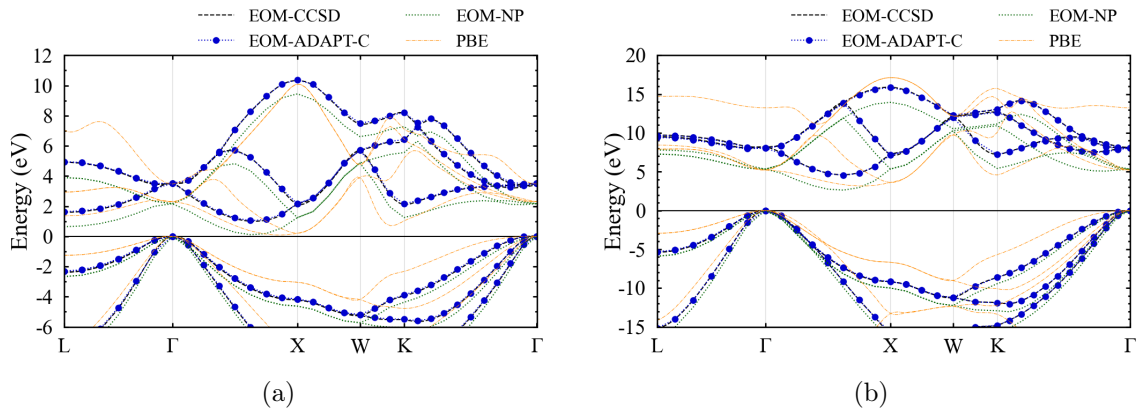 EOM-CCSD EOM-NP
EOM-ADAPT-C PBE
Energy (eV)
12
10
8
6
4
2
0
-2
-4
-6
L Γ X W K Γ
(a)
EOM-CCSD EOM-NP
EOM-ADAPT-C PBE
Energy (eV)
20
15
10
5
0
-5
-10
-15
L Γ X W K Γ
(b)